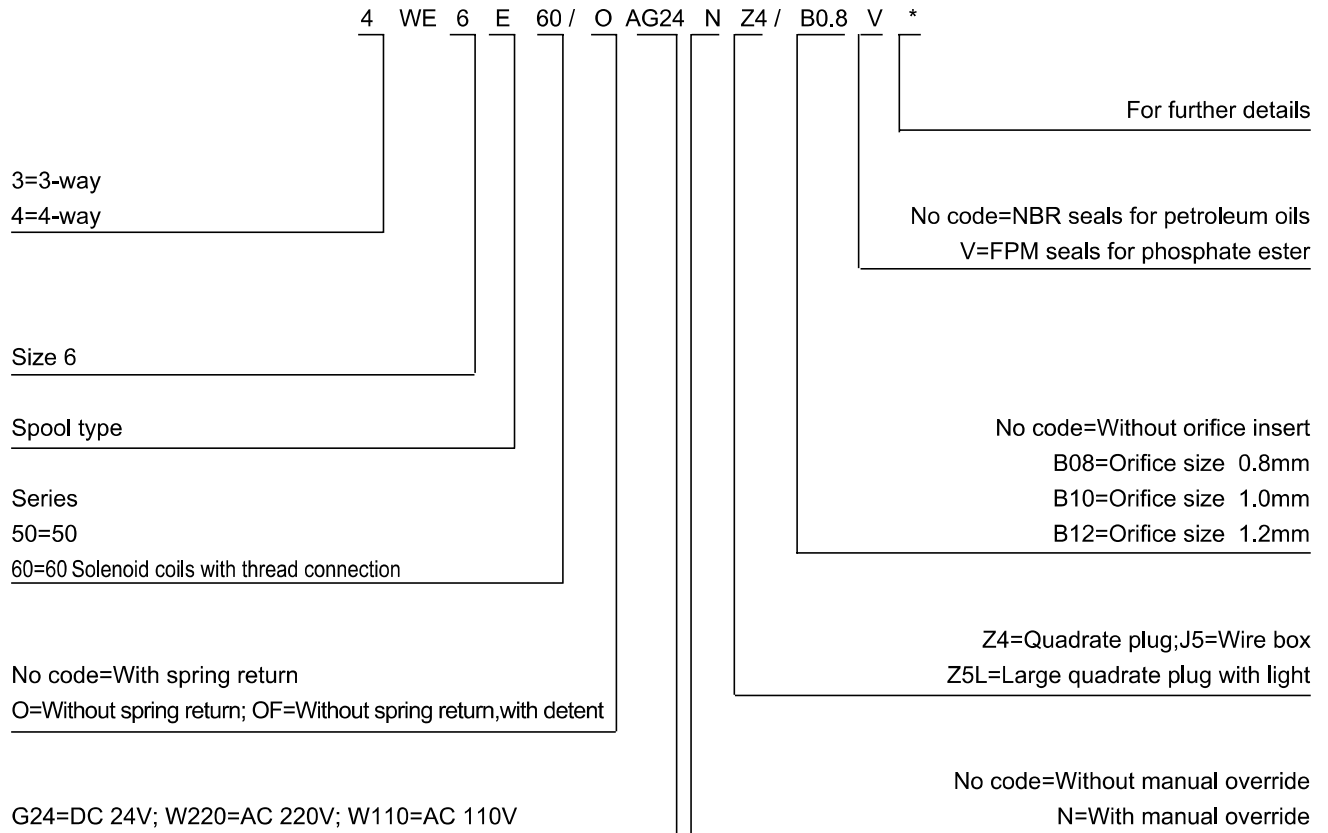 4 WE 6 E 60 / O AG24 N Z4 / B0.8 V *
For further details
3=3-way
4=4-way
No code=NBR seals for petroleum oils
V=FPM seals for phosphate ester
Size 6
Spool type
No code=Without orifice insert
B08=Orifice size 0.8mm
B10=Orifice size 1.0mm
B12=Orifice size 1.2mm
Series
50=50
60=60 Solenoid coils with thread connection
Z4=Quadrate plug;J5=Wire box
Z5L=Large quadrate plug with light
No code=With spring return
O=Without spring return; OF=Without spring return,with detent
No code=Without manual override
N=With manual override
G24=DC 24V; W220=AC 220V; W110=AC 110V